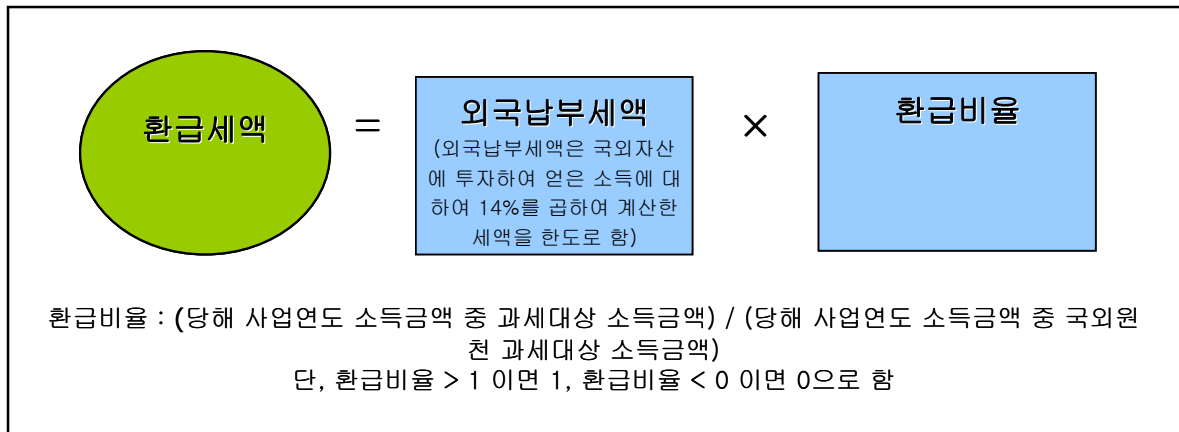 환급세액 = 외국납부세액 × 환급비율
(외국납부세액은 국외자산
에 투자하여 얻은 소득에 대
하여 14%를 곱하여 계산한
세액을 한도로 함)
환급비율 : (당해 사업연도 소득금액 중 과세대상 소득금액) / (당해 사업연도 소득금액 중 국외원
천 과세대상 소득금액)
단, 환급비율 > 1 이면 1, 환급비율 < 0 이면 0으로 함